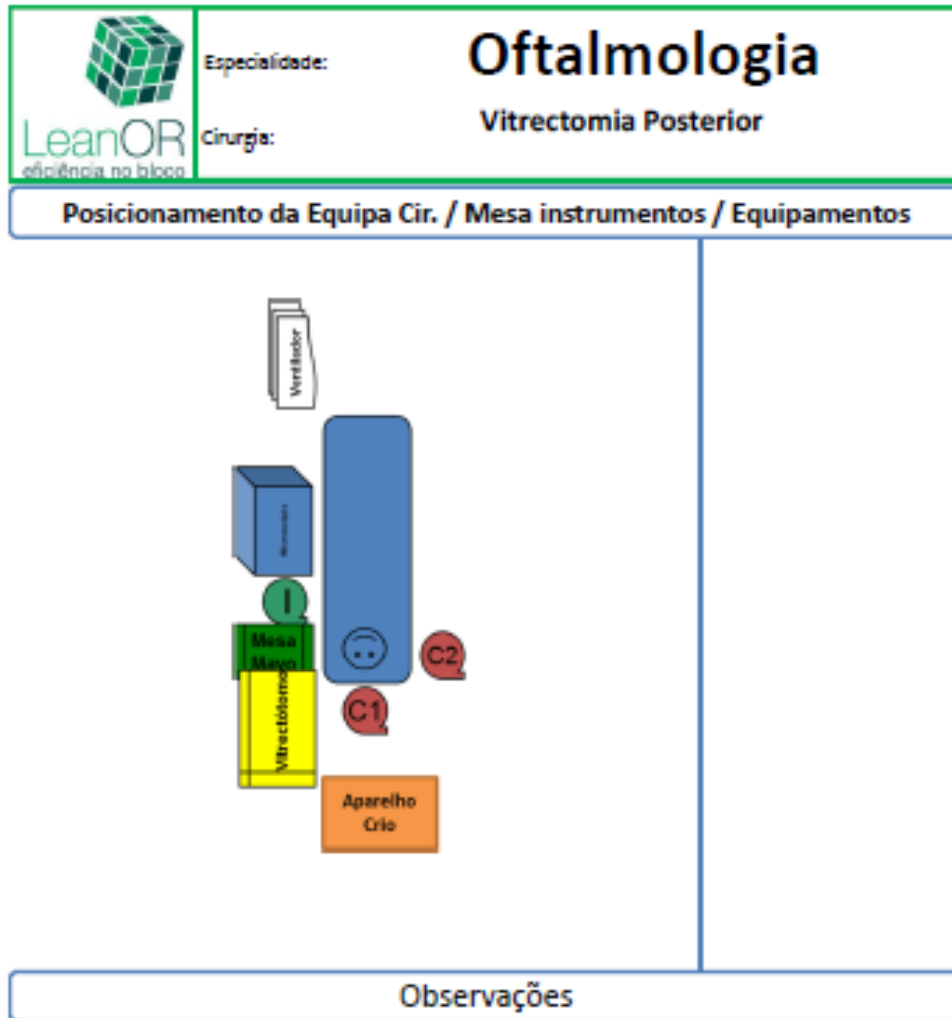 LeanOR
eficiência no bloco
Especialidade:
Oftalmologia
Cirurgia:
Vitrectomia Posterior
Posicionamento da Equipa Cir. / Mesa instrumentos / Equipamentos
Ventilador
I
Mesa
Mayo
Vitrectótomo
C2
C1
Aparelho
Crio
Observações